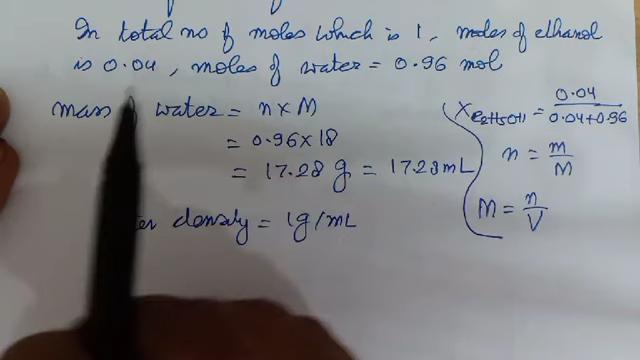 In total no of moles which is 1, moles of ethanol
is 0.04, moles of water = 0.96 mol
mass water = n × M
= 0.96×18
= 17.28 g = 17.28 mL
density = 1g/mL
X C₂H₅OH = 0.04 / 0.04+0.96
n = m / M
M = n / V